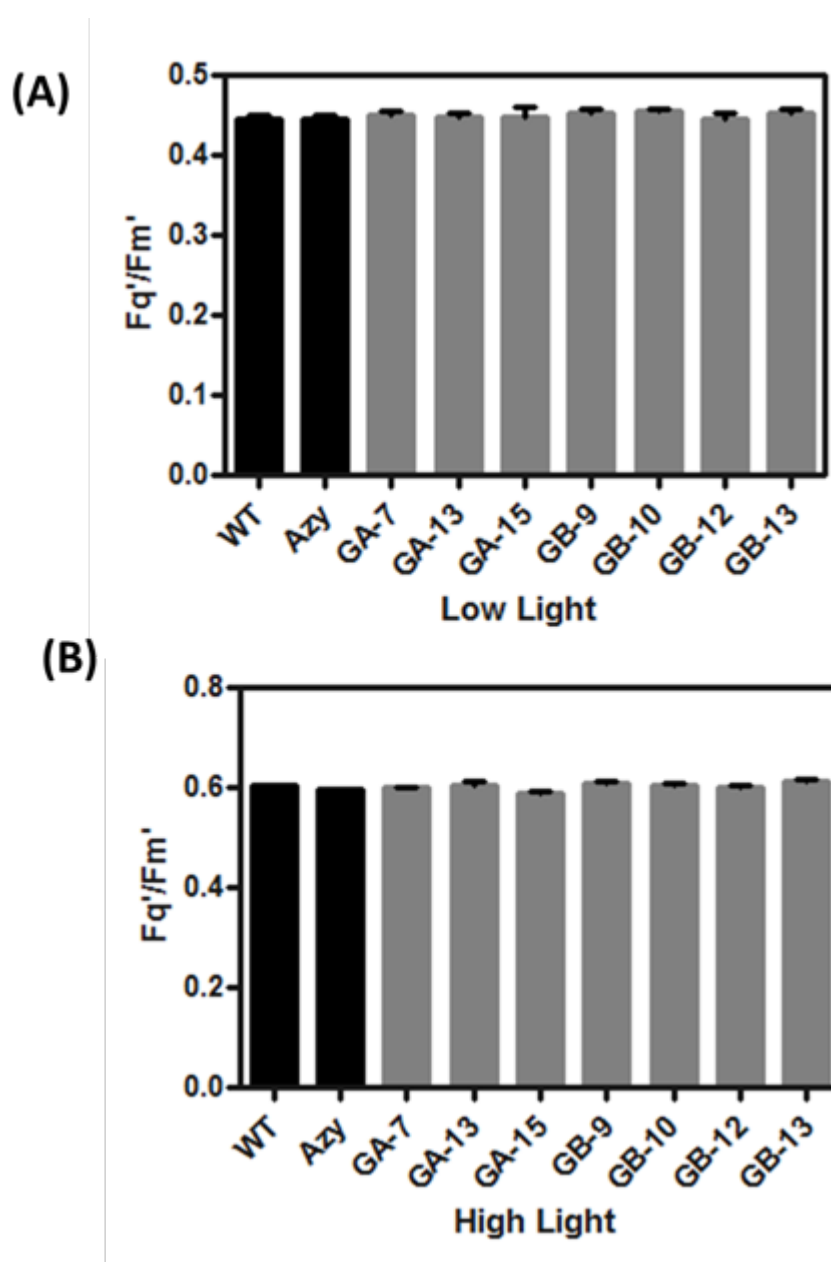 (A)
Fq'/Fm'
0.5
0.4
0.3
0.2
0.1
0.0
WT
Azy
GA-7
GA-13
GA-15
GB-9
GB-10
GB-12
GB-13
Low Light
(B)
Fq'/Fm'
0.8
0.6
0.4
0.2
0.0
WT
Azy
GA-7
GA-13
GA-15
GB-9
GB-10
GB-12
GB-13
High Light